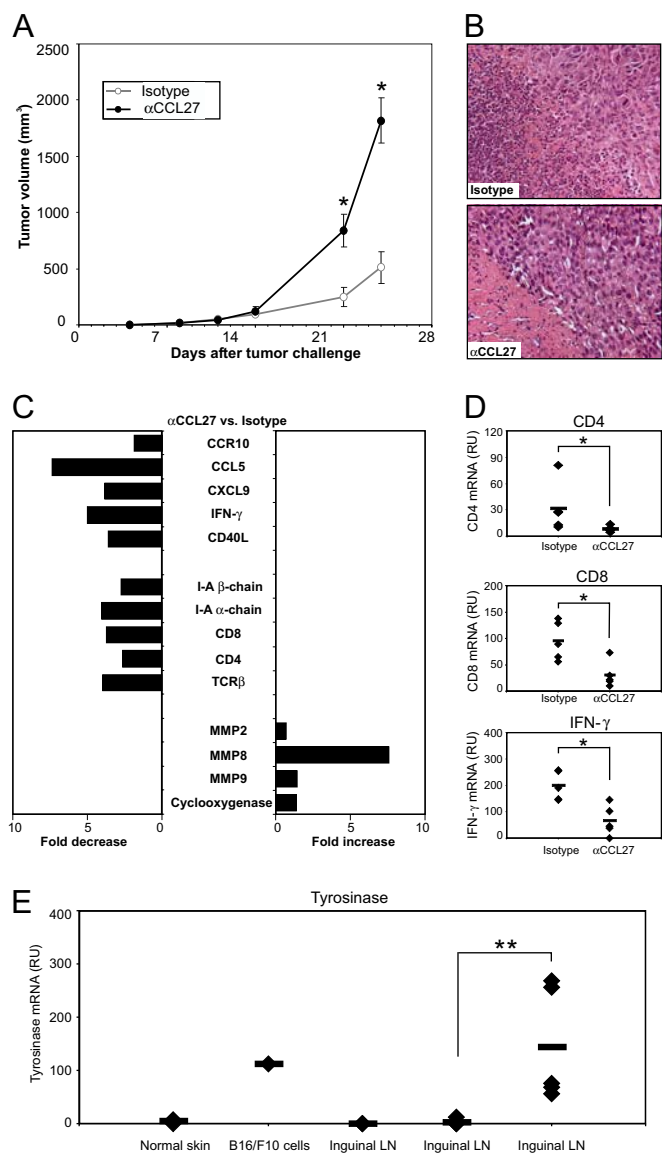 A
2500
2000
1500
1000
500
0
Tumor volume (mm³)
Isotype
αCCL27
*
*
0 7 14 21 28
Days after tumor challenge
B
Isotype
αCCL27
C
αCCL27 vs. Isotype
CCR10
CCL5
CXCL9
IFN-γ
CD40L
I-A β-chain
I-A α-chain
CD8
CD4
TCRβ
MMP2
MMP8
MMP9
Cyclooxygenase
10 5 0
Fold decrease
0 5 10
Fold increase
D
CD4
CD4 mRNA (RU)
120
90
60
30
0
*
Isotype αCCL27
CD8
CD8 mRNA (RU)
200
150
100
50
0
*
Isotype αCCL27
IFN-γ
IFN-γ mRNA (RU)
400
300
200
100
0
*
Isotype αCCL27
E
Tyrosinase
Tyrosinase mRNA (RU)
400
300
200
100
0
**
Normal skin B16/F10 cells Inguinal LN Inguinal LN Inguinal LN